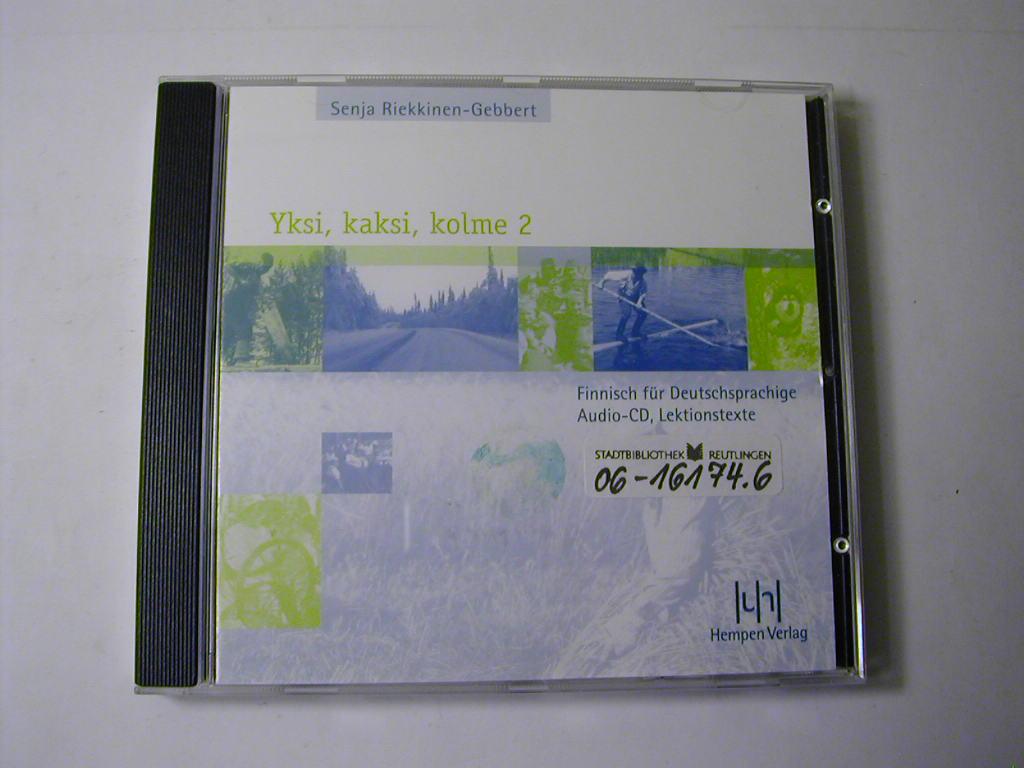 Senja Riekkinen-Gebbert
Yksi, kaksi, kolme 2
Finnisch für Deutschsprachige
Audio-CD, Lektionstexte
STADTBIBLIOTHEK REUTLINGEN
06-16174.6
Hempen Verlag